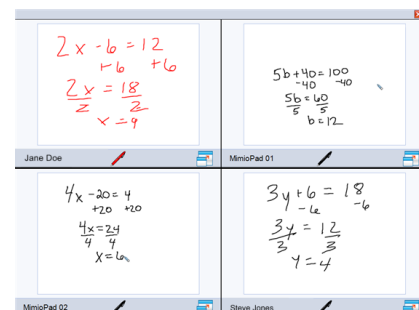 2x - 6 = 12
+6 +6
2x = 18
2 2
x = 9
Jane Doe
5b + 40 = 100
-40 -40
5b = 60
5 5
b = 12
MimioPad 01
4x - 20 = 4
+20 +20
4x = 24
4 4
x = 6
MimioPad 02
3y + 6 = 18
-6 -6
3y = 12
3 3
y = 4
Steve Jones